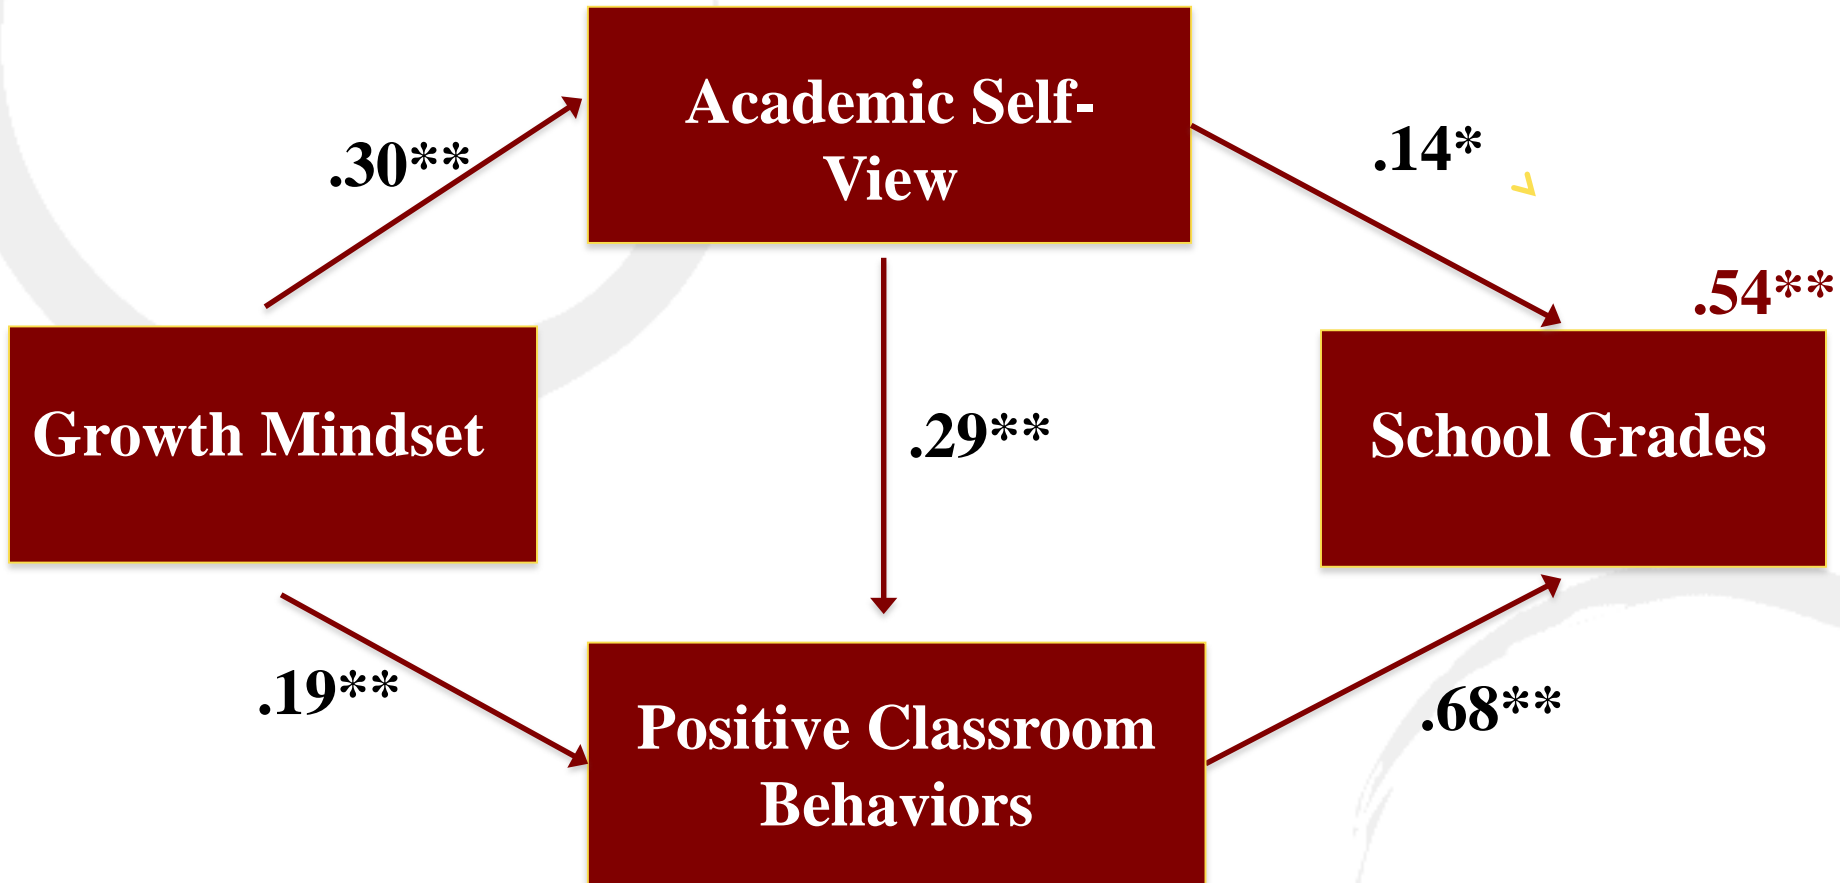 Academic Self-
View
.30**
.14*
.54**
Growth Mindset
.29**
School Grades
.19**
Positive Classroom
Behaviors
.68**